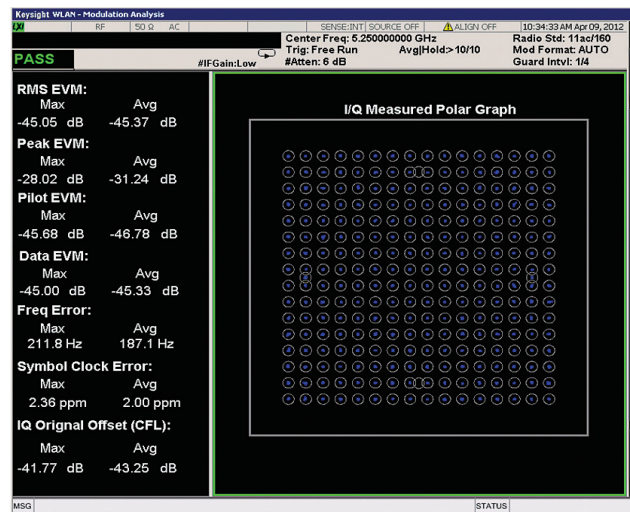 Keysight WLAN - Modulation Analysis
LXI RF 50 Ω AC SENSE:INT SOURCE OFF ALIGN OFF 10:34:33 AM Apr 09, 2012
Center Freq: 5.250000000 GHz Radio Std: 11ac/160
Trig: Free Run Avg|Hold:>10/10 Mod Format: AUTO
PASS #IFGain:Low #Atten: 6 dB Guard Intvl: 1/4
RMS EVM:
Max Avg
-45.05 dB -45.37 dB
Peak EVM:
Max Avg
-28.02 dB -31.24 dB
Pilot EVM:
Max Avg
-45.68 dB -46.78 dB
Data EVM:
Max Avg
-45.00 dB -45.33 dB
Freq Error:
Max Avg
211.8 Hz 187.1 Hz
Symbol Clock Error:
Max Avg
2.36 ppm 2.00 ppm
IQ Orignal Offset (CFL):
Max Avg
-41.77 dB -43.25 dB
I/Q Measured Polar Graph
MSG STATUS